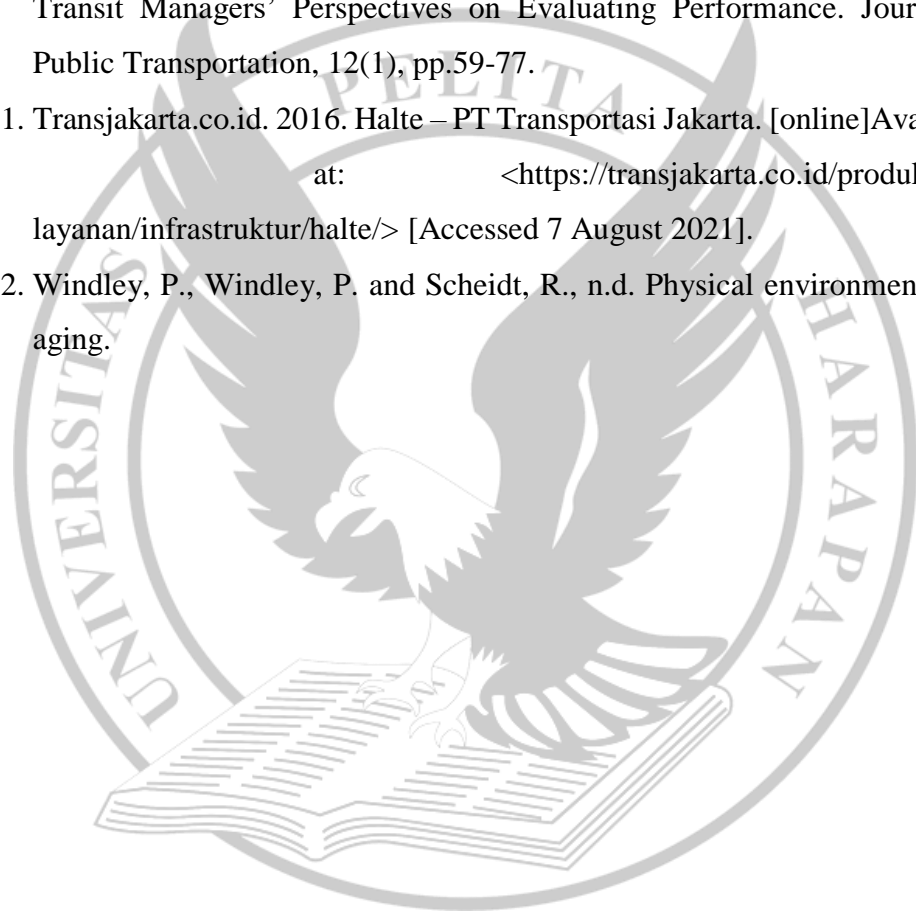 Transit Managers’ Perspectives on Evaluating Performance. Jour
Public Transportation, 12(1), pp.59-77.
1. Transjakarta.co.id. 2016. Halte – PT Transportasi Jakarta. [online]Ava
at: <https://transjakarta.co.id/produ
layanan/infrastruktur/halte/> [Accessed 7 August 2021].
2. Windley, P., Windley, P. and Scheidt, R., n.d. Physical environmen
aging.
UNIVERSITAS PELITA HARAPAN